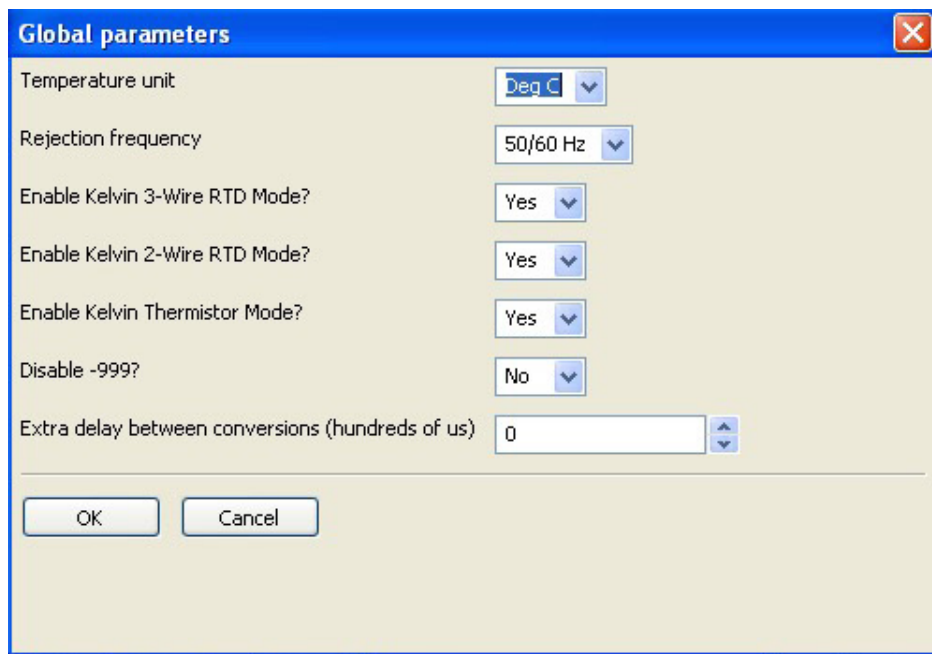 Global parameters
Temperature unit Deg C
Rejection frequency 50/60 Hz
Enable Kelvin 3-Wire RTD Mode? Yes
Enable Kelvin 2-Wire RTD Mode? Yes
Enable Kelvin Thermistor Mode? Yes
Disable -999? No
Extra delay between conversions (hundreds of us) 0
OK Cancel